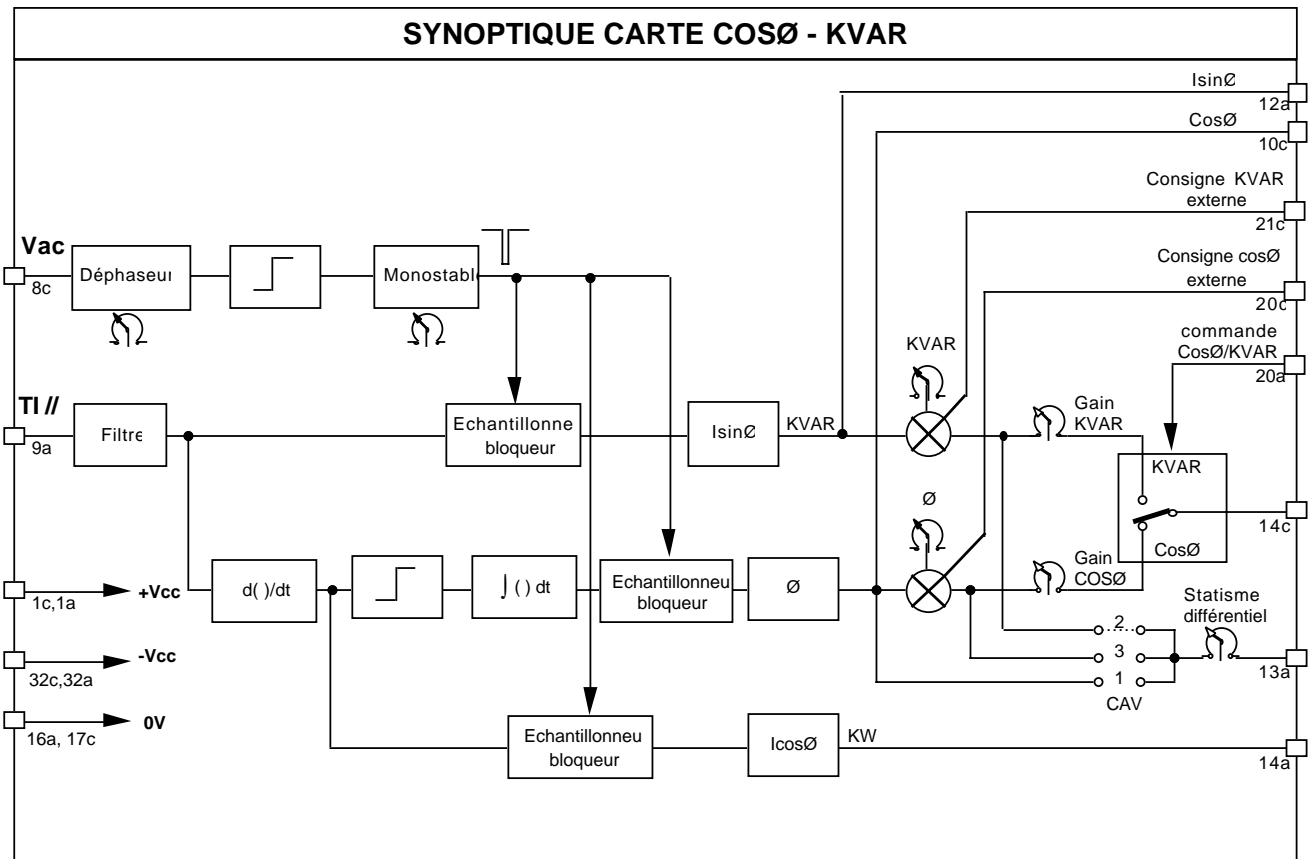 SYNOPTIQUE CARTE COSØ - KVAR
IsinØ
12a
CosØ
10c
Consigne KVAR
externe
21c
Consigne cosØ
externe
20c
commande
CosØ/KVAR
20a
Vac
8c
Déphaseur
Monostable
TI //
9a
Filtre
Echantillonne
bloqueur
IsinØ
KVAR
KVAR
Gain
KVAR
KVAR
CosØ
14c
1c,1a
+Vcc
d( )/dt
∫ ( ) dt
Echantillonneu
bloqueur
Ø
Ø
Gain
COSØ
Statisme
différentiel
2
3
1
CAV
13a
32c,32a
-Vcc
16a, 17c
0V
Echantillonneu
bloqueur
IcosØ
KW
14a